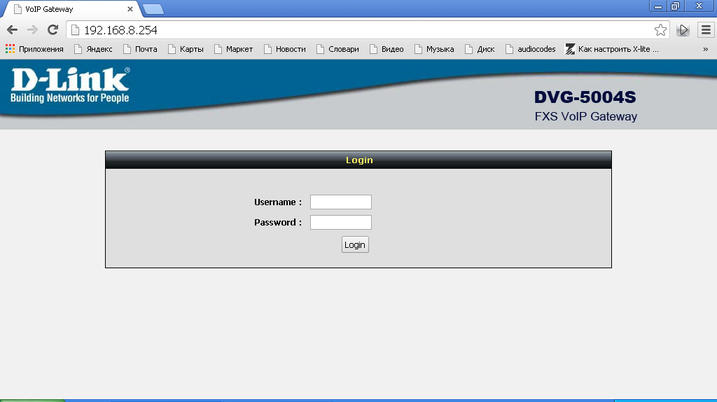 VoIP Gateway
192.168.8.254
Приложения Яндекс Почта Карты Маркет Новости Словари Видео Музыка Диск audiocodes Как настроить X-lite ... »
D-Link®
Building Networks for People
DVG-5004S
FXS VoIP Gateway
Login
Username :
Password :
Login